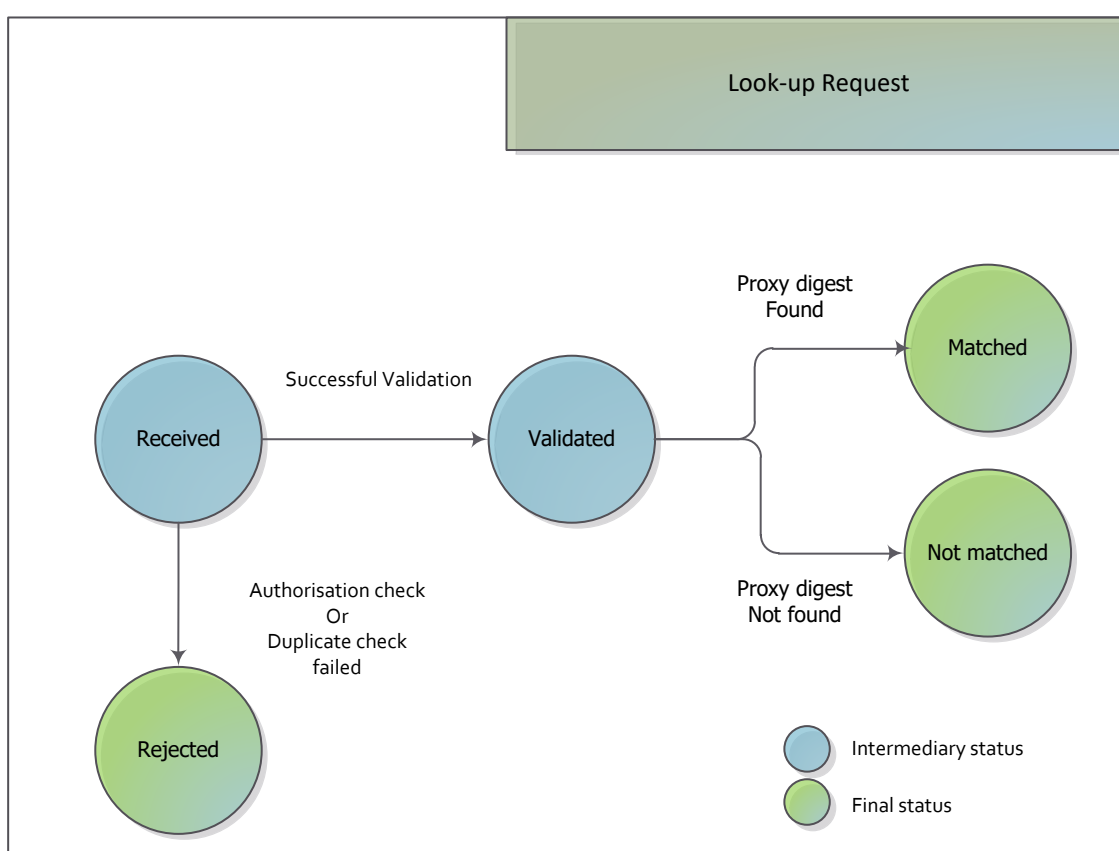 Look-up Request
Proxy digest
Found
Matched
Successful Validation
Received
Validated
Not matched
Authorisation check
Or
Duplicate check
failed
Proxy digest
Not found
Rejected
Intermediary status
Final status